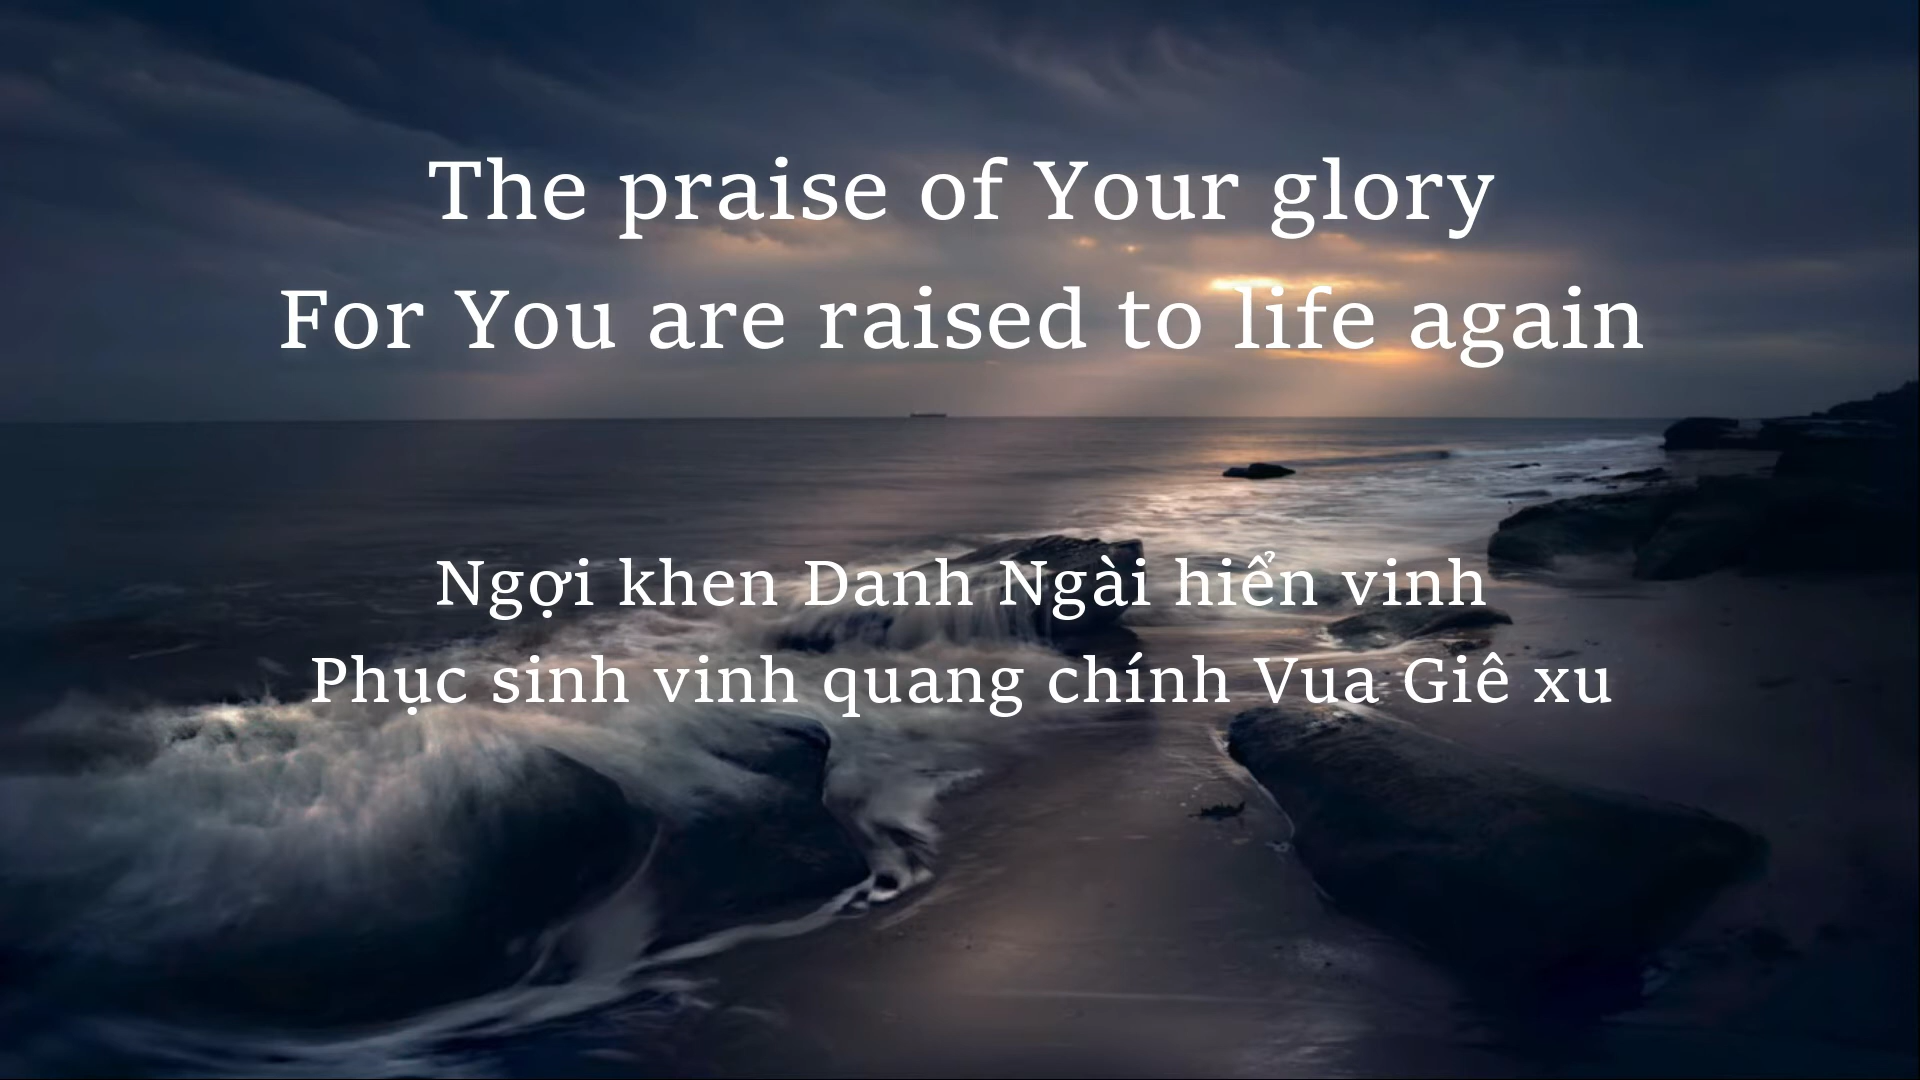 The praise of Your glory
For You are raised to life again
Ngợi khen Danh Ngài hiển vinh
Phục sinh vinh quang chính Vua Giê xu